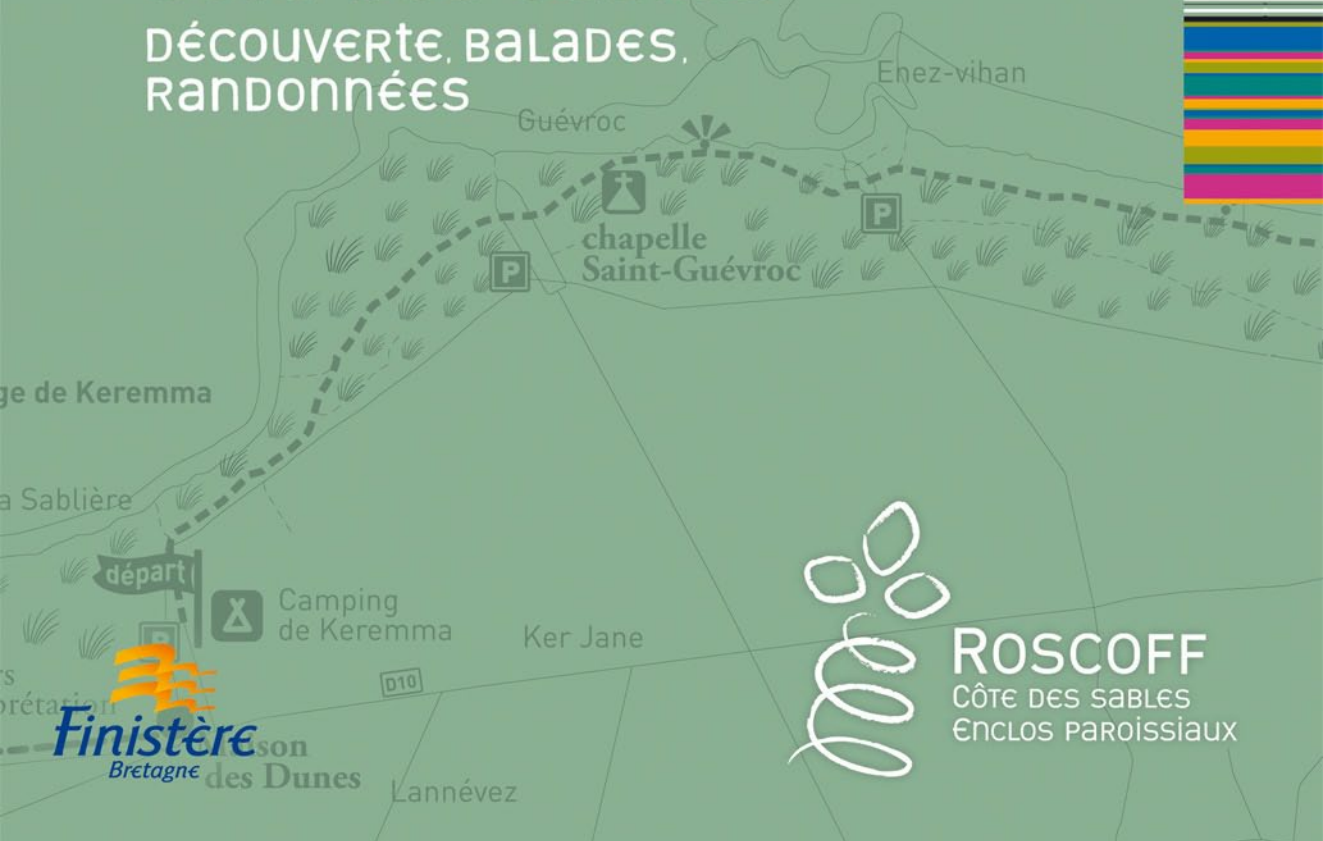 DÉCOUVERTE, BALADES,
RANDONNÉES
Enez-vihan
Guévroc
P
chapelle
Saint-Guévroc
P
ge de Keremma
a Sablière
départ
Camping
de Keremma
Ker Jane
D10
ROSCOFF
CÔTE DES SABLES
ENCLOS PAROISSIAUX
Finistère
Bretagne
des Dunes
Lannévez